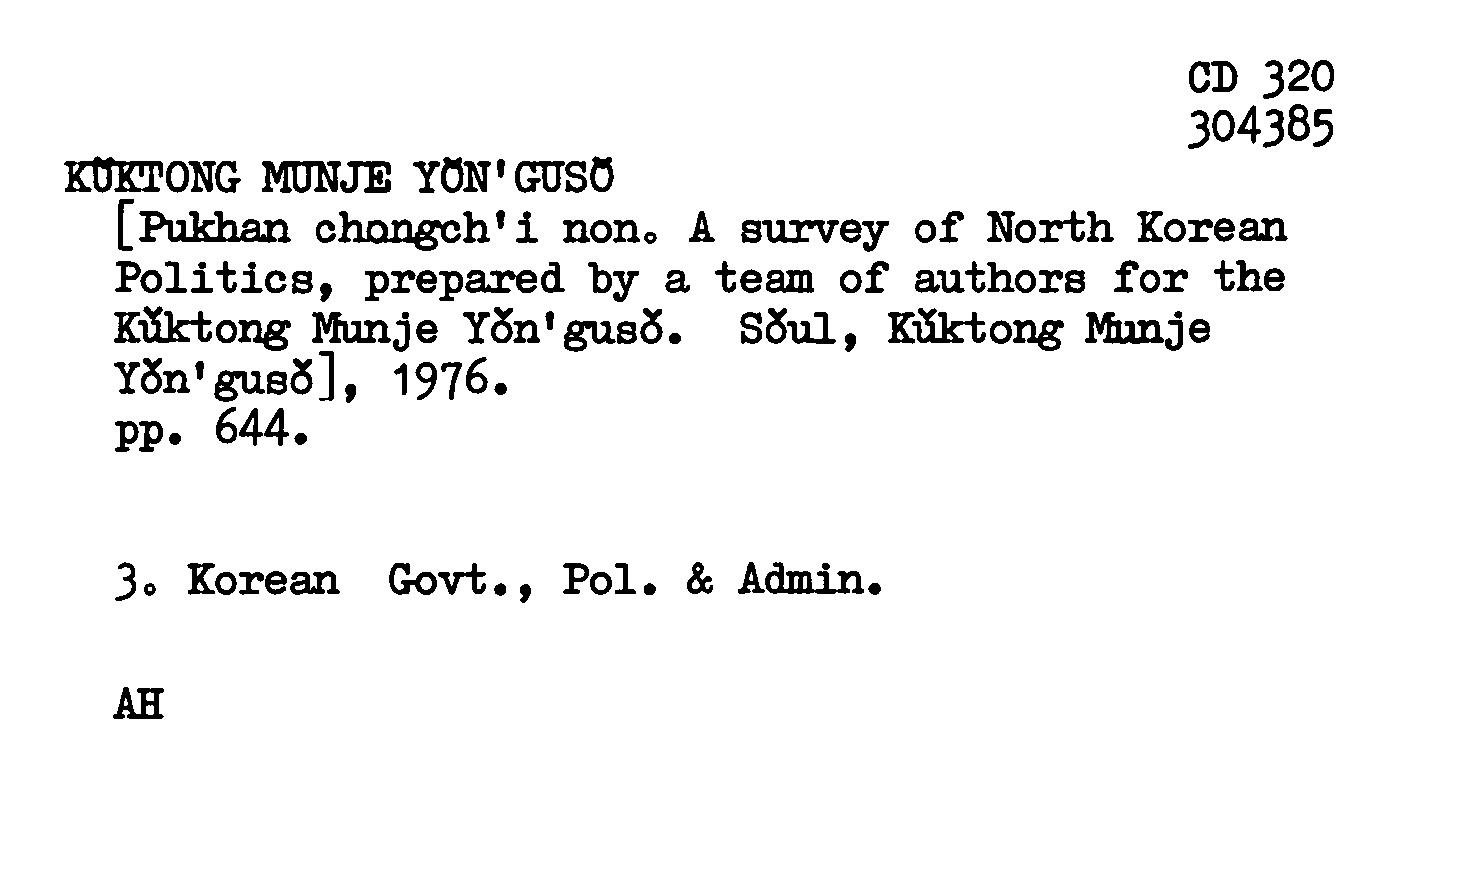 CD 320
304385
KŬKTONG MUNJE YŎN'GUSŎ
[Pukhan chongch'i non. A survey of North Korean
Politics, prepared by a team of authors for the
Kŭktong Munje Yŏn'gusŏ. Sŏul, Kŭktong Munje
Yŏn'gusŏ], 1976.
pp. 644.
3. Korean Govt., Pol. & Admin.
AH